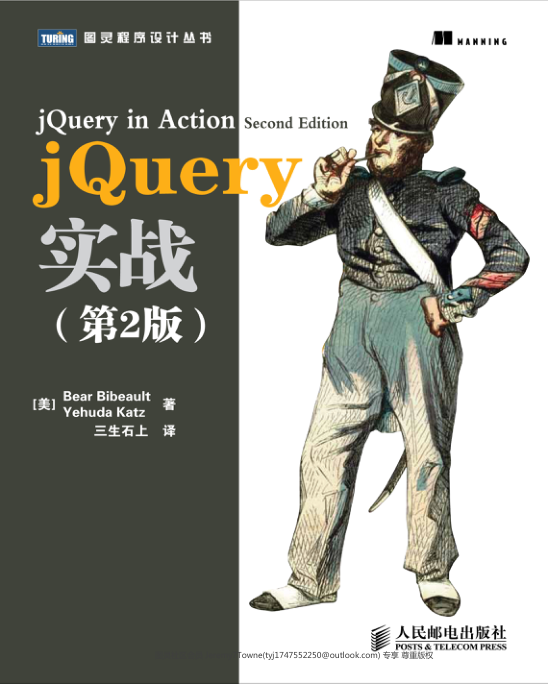 TURING 图灵程序设计丛书
MANNING
jQuery in Action Second Edition
jQuery
实战
（第2版）
[美] Bear Bibeault
Yehuda Katz 著
三生石上 译
人民邮电出版社
POSTS & TELECOM PRESS
Towne(tyj1747552250@outlook.com) 专享 尊重版权